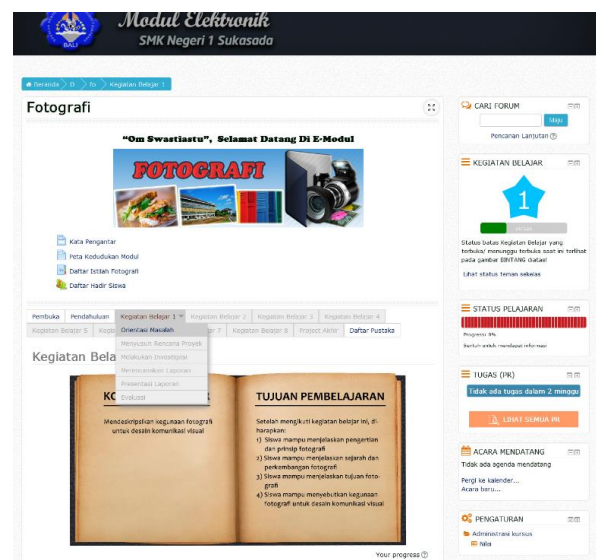 Modul Elektronik
SMK Negeri 1 Sukasada
BALI
Beranda
D
fo
Kegiatan Belajar 1
Fotografi
"Om Swastiastu", Selamat Datang Di E-Modul
FOTOGRAFI
Kata Pengantar
Peta Kedudukan Modul
Daftar Istilah Fotografi
Daftar Hadir Siswa
Pembuka
Pendahuluan
Kegiatan Belajar 1
Kegiatan Belajar 2
Kegiatan Belajar 3
Kegiatan Belajar 4
Kegiatan Belajar 5
Kegia
r 7
Kegiatan Belajar 8
Project Akhir
Daftar Pustaka
Orientasi Masalah
Menyusun Rencana Proyek
Melakukan Investigasi
Merencanakan Laporan
Presentasi Laporan
Evaluasi
Kegiatan Bela
KO
R
Mendeskripsikan kegunaan fotografi
untuk desain komunikasi visual
TUJUAN PEMBELAJARAN
Setelah mengikuti kegiatan belajar ini, di-
harapkan:
1) Siswa mampu menjelaskan pengertian
dan prinsip fotografi
2) Siswa mampu menjelaskan sejarah dan
perkembangan fotografi
3) Siswa mampu menjelaskan tujuan foto-
grafi
4) Siswa mampu menyebutkan kegunaan
fotografi untuk desain komunikasi visual
Your progress
CARI FORUM
Maju
Pencarian Lanjutan
KEGIATAN BELAJAR
1
Status batas Kegiatan Belajar yang
terbuka/ menunggu terbuka saat ini terlihat
pada gambar BINTANG diatas!
Lihat status teman sekelas
STATUS PELAJARAN
Progress: 0%
Sentuh untuk mendapat informasi
TUGAS (PR)
Tidak ada tugas dalam 2 minggu
LIHAT SEMUA PR
ACARA MENDATANG
Tidak ada agenda mendatang
Pergi ke kalender...
Acara baru...
PENGATURAN
Administrasi kursus
Nilai